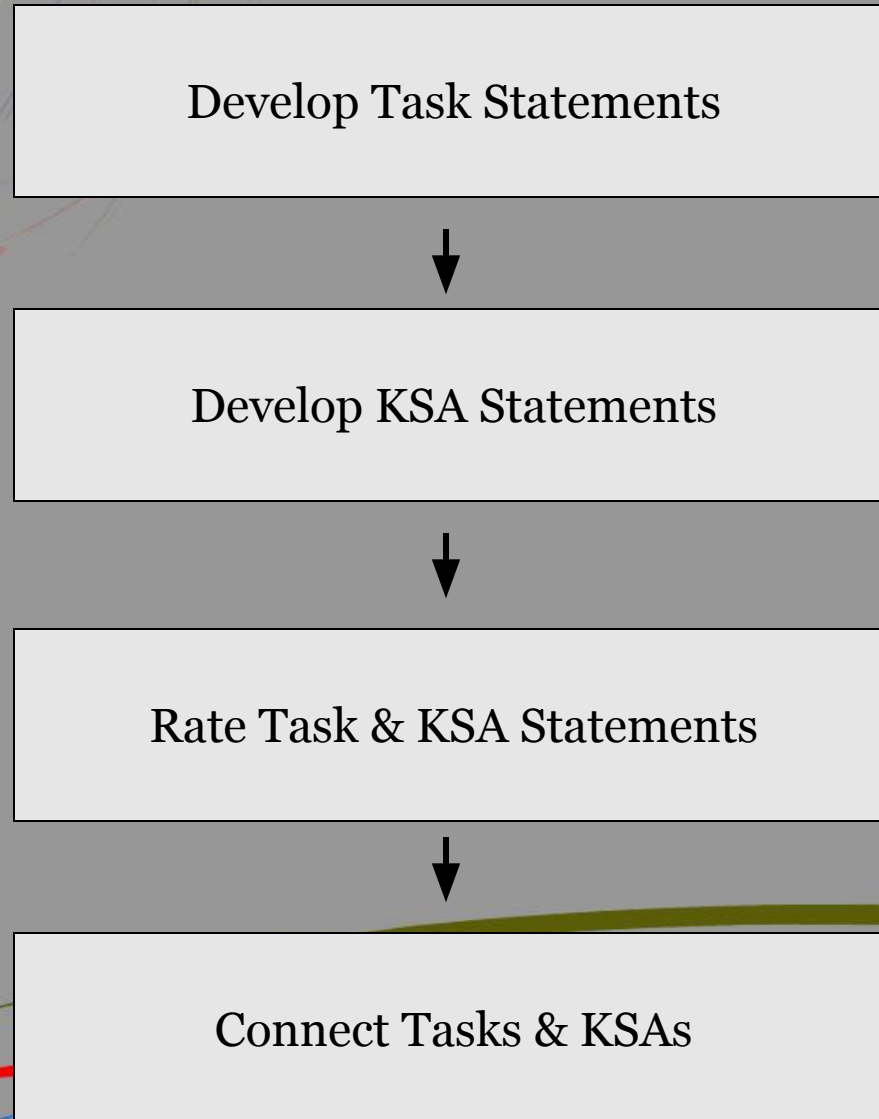 Develop Task Statements
Develop KSA Statements
Rate Task & KSA Statements
Connect Tasks & KSAs